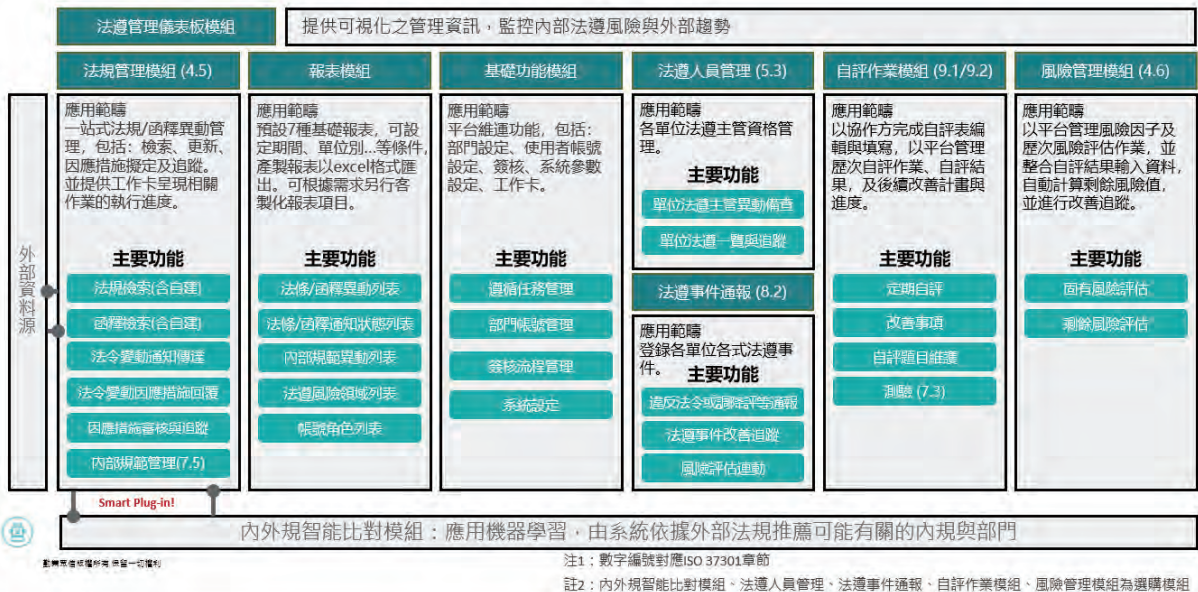 法遵管理儀表板模組
提供可視化之管理資訊，監控內部法遵風險與外部趨勢
法規管理模組 (4.5)
報表模組
基礎功能模組
法遵人員管理 (5.3)
自評作業模組 (9.1/9.2)
風險管理模組 (4.6)
外部資料源
應用範疇
一站式法規/函釋異動管
理，包括：檢索、更新、
因應措施擬定及追蹤。
並提供工作卡呈現相關
作業的執行進度。
主要功能
法規檢索(含自建)
函釋檢索(含自建)
法令變動通知傳達
法令變動因應措施回覆
因應措施審核與追蹤
內部規範管理(7.5)
應用範疇
預設7種基礎報表，可設
定期間、單位別...等條件，
產製報表以excel格式匯
出。可根據需求另行客
製化報表項目。
主要功能
法條/函釋異動列表
法條/函釋通知狀態列表
內部規範異動列表
法遵風險領域列表
帳號角色列表
應用範疇
平台維運功能，包括：
部門設定、使用者帳號
設定、簽核、系統參數
設定、工作卡。
主要功能
遵循任務管理
部門帳號管理
簽核流程管理
系統設定
應用範疇
各單位法遵主管資格管
理。
主要功能
單位法遵主管異動備查
單位法遵一覽與追蹤
法遵事件通報 (8.2)
應用範疇
登錄各單位各式法遵事
件。
主要功能
違反法令或調降評等通報
法遵事件改善追蹤
風險評估連動
應用範疇
以協作方完成自評表編
輯與填寫，以平台管理
歷次自評作業、自評結
果，及後續改善計畫與
進度。
主要功能
定期自評
改善事項
自評題目維護
測驗 (7.3)
應用範疇
以平台管理風險因子及
歷次風險評估作業，並
整合自評結果輸入資料，
自動計算剩餘風險值，
並進行改善追蹤。
主要功能
固有風險評估
剩餘風險評估
Smart Plug-in!
內外規智能比對模組：應用機器學習，由系統依據外部法規推薦可能有關的內規與部門
勤業眾信版權所有 保留一切權利
注1：數字編號對應ISO 37301章節
註2：內外規智能比對模組、法遵人員管理、法遵事件通報、自評作業模組、風險管理模組為選購模組